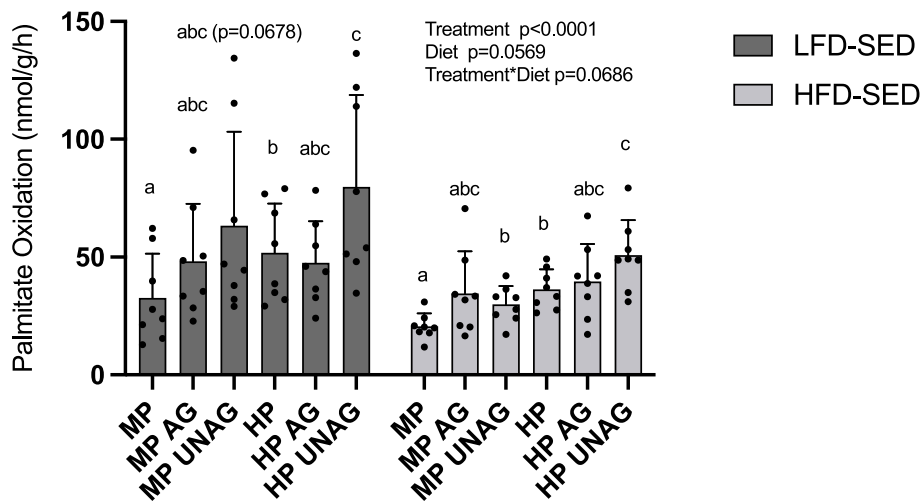 150
100
50
0
Palmitate Oxidation (nmol/g/h)
abc (p=0.0678)
c
abc
a
b
abc
Treatment p<0.0001
Diet p=0.0569
Treatment*Diet p=0.0686
c
abc
abc
b
b
a
LFD-SED
HFD-SED
MP
MP AG
MP UNAG
HP
HP AG
HP UNAG
MP
MP AG
MP UNAG
HP
HP AG
HP UNAG